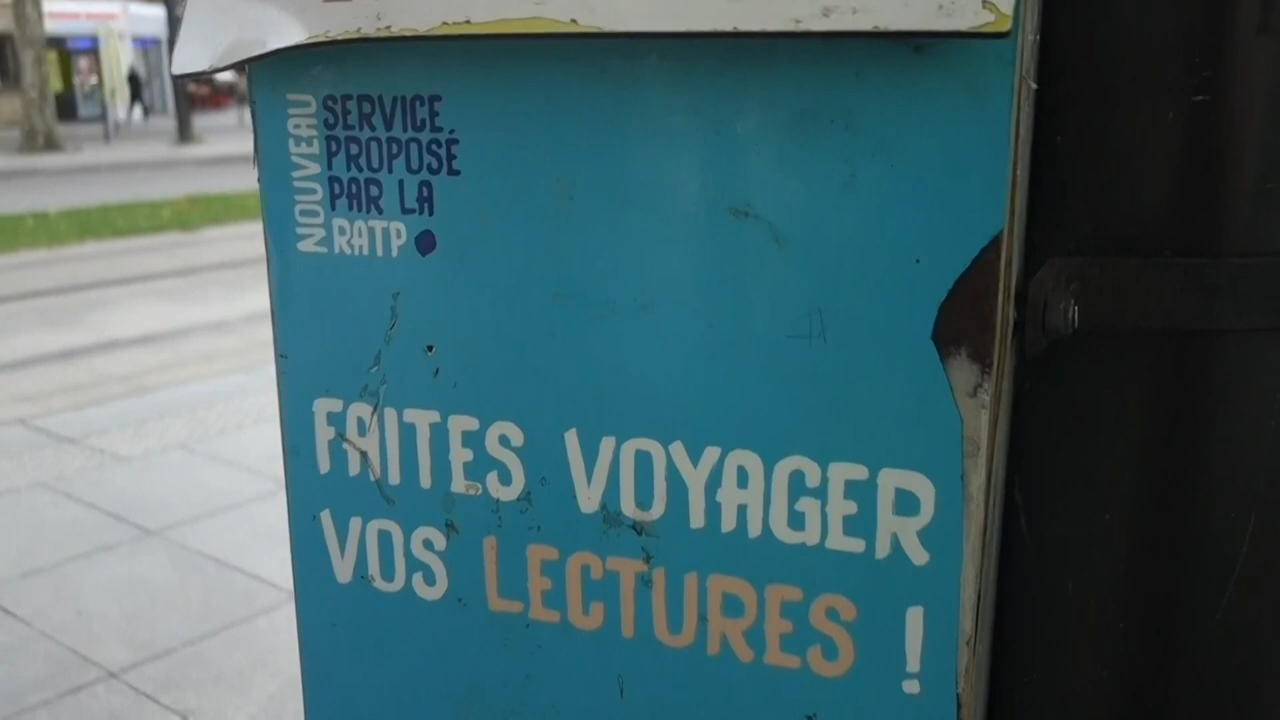 NOUVEAU
SERVICE
PROPOSÉ
PAR LA
RATP
FAITES VOYAGER
VOS LECTURES !